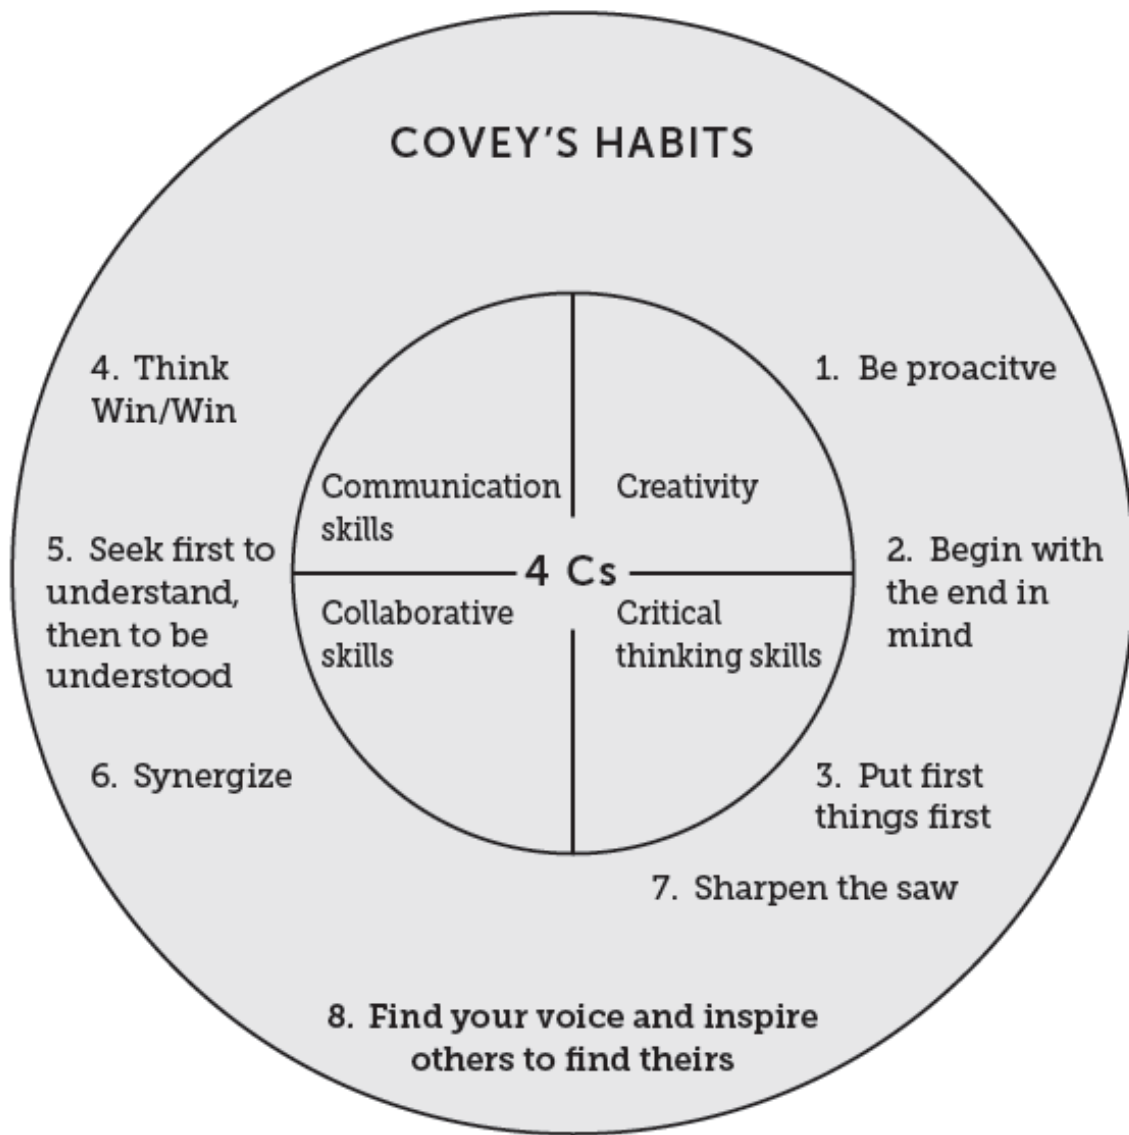 COVEY'S HABITS
4. Think
Win/Win
1. Be proacitve
Communication
skills
Creativity
5. Seek first to
understand,
then to be
understood
4 Cs
2. Begin with
the end in
mind
Collaborative
skills
Critical
thinking skills
6. Synergize
3. Put first
things first
7. Sharpen the saw
8. Find your voice and inspire
others to find theirs